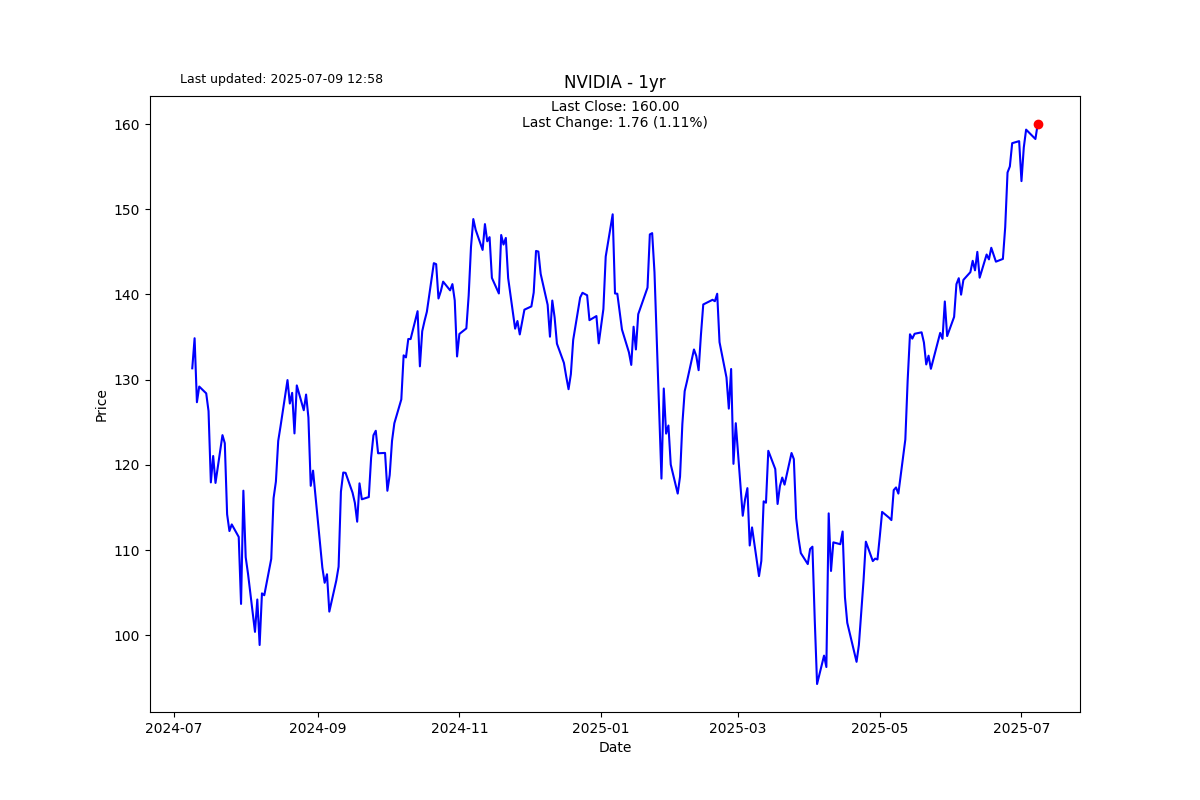 Last updated: 2025-07-09 12:58
NVIDIA - 1yr
Last Close: 160.00
Last Change: 1.76 (1.11%)
160
150
140
130
120
110
100
Price
2024-07 2024-09 2024-11 2025-01 2025-03 2025-05 2025-07
Date